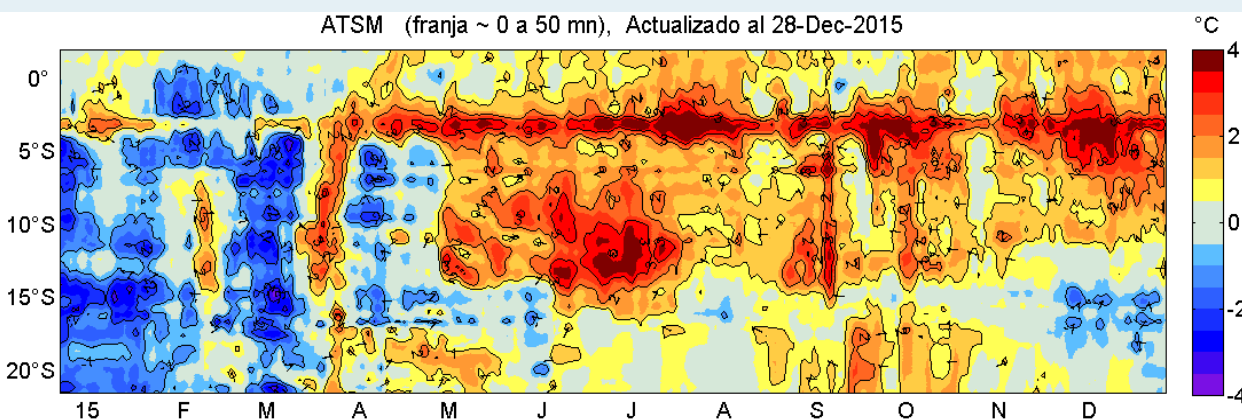 ATSM (franja ~ 0 a 50 mn), Actualizado al 28-Dec-2015
°C
0°
5°S
10°S
15°S
20°S
4
2
0
-2
-4
15 F M A M J J A S O N D